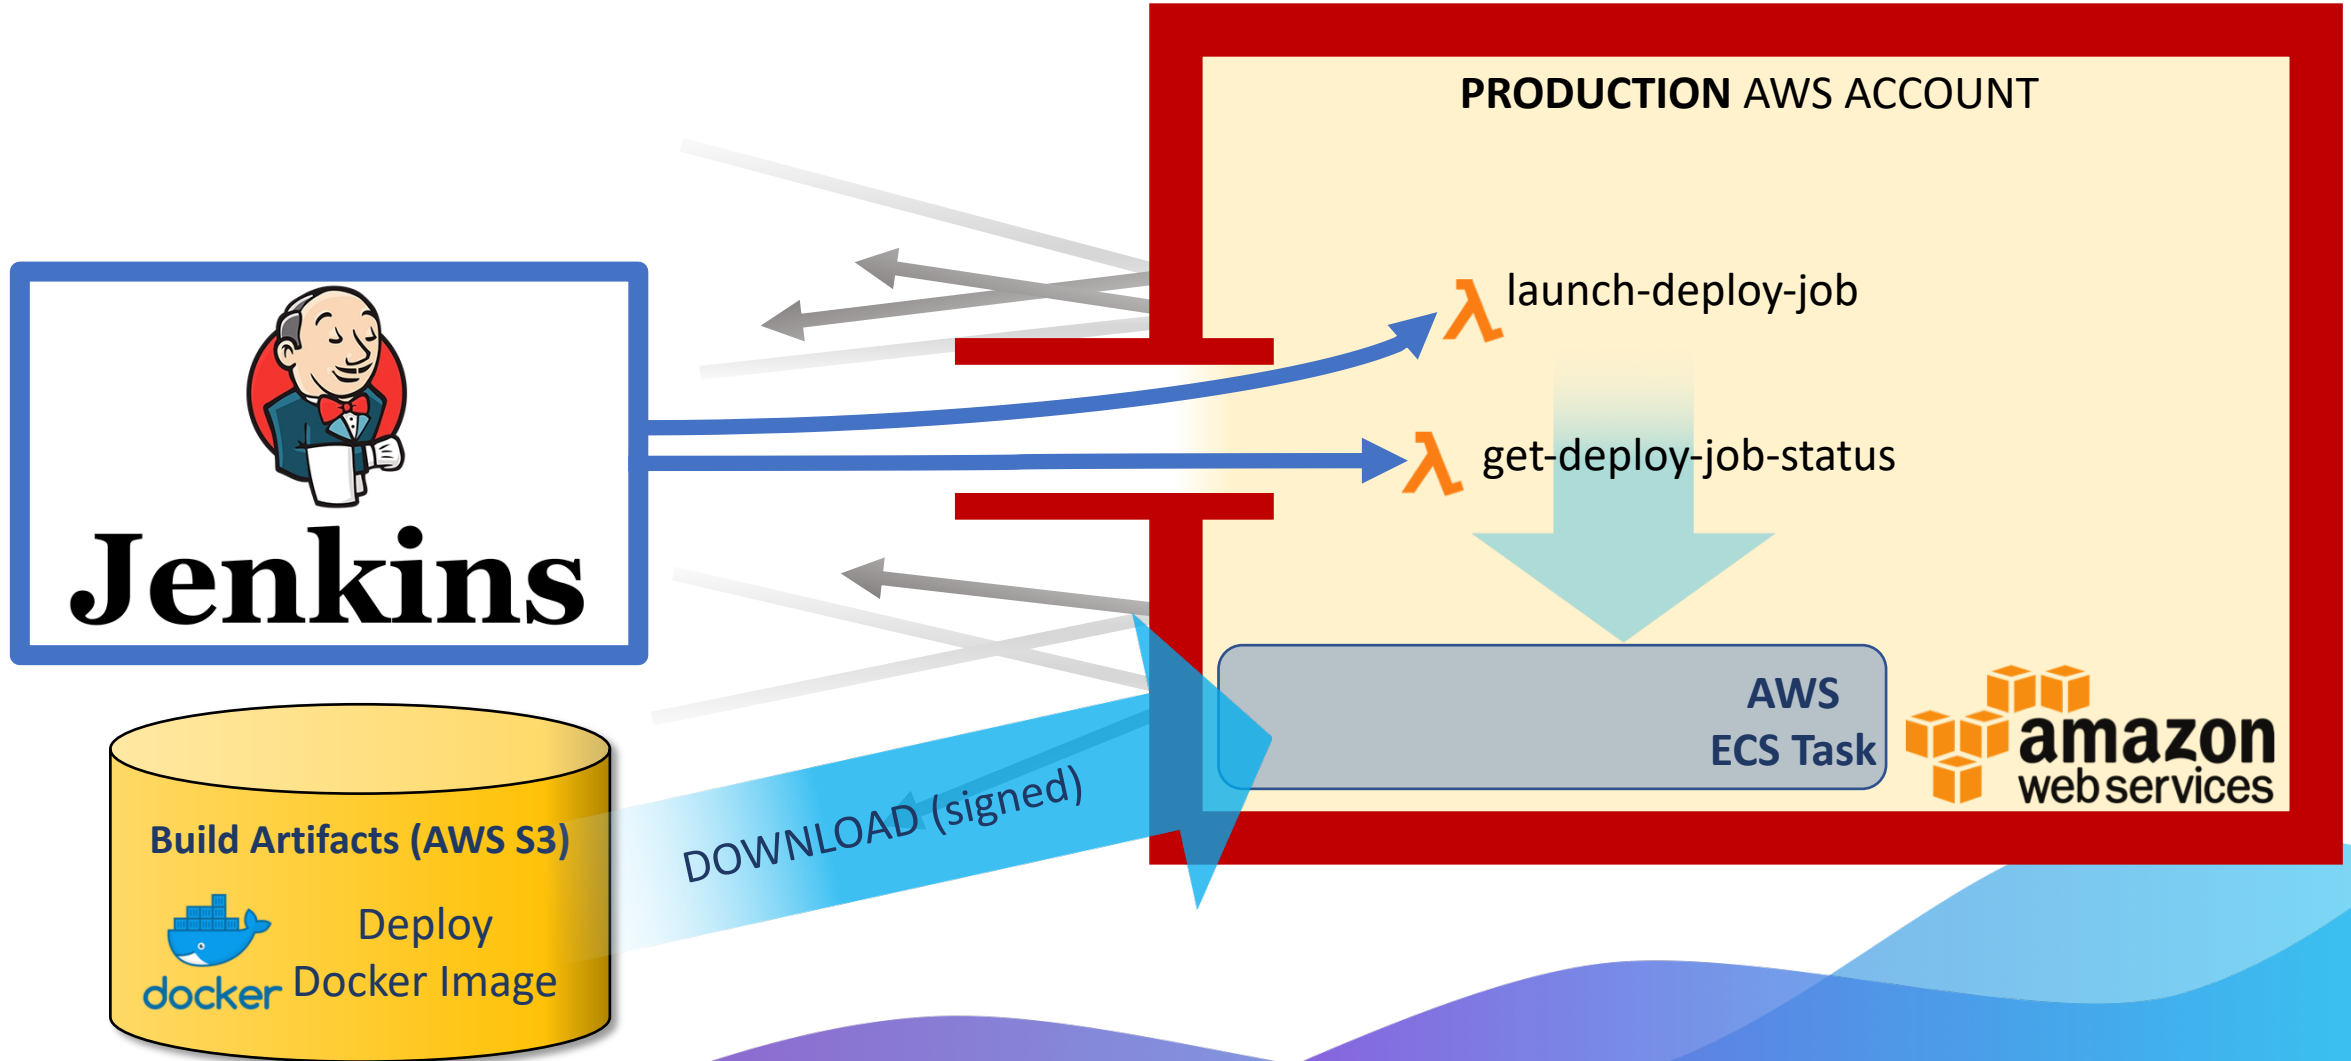 PRODUCTION AWS ACCOUNT
launch-deploy-job
get-deploy-job-status
Jenkins
AWS
ECS Task
amazon
web services
DOWNLOAD (signed)
Build Artifacts (AWS S3)
Deploy
Docker Image
docker